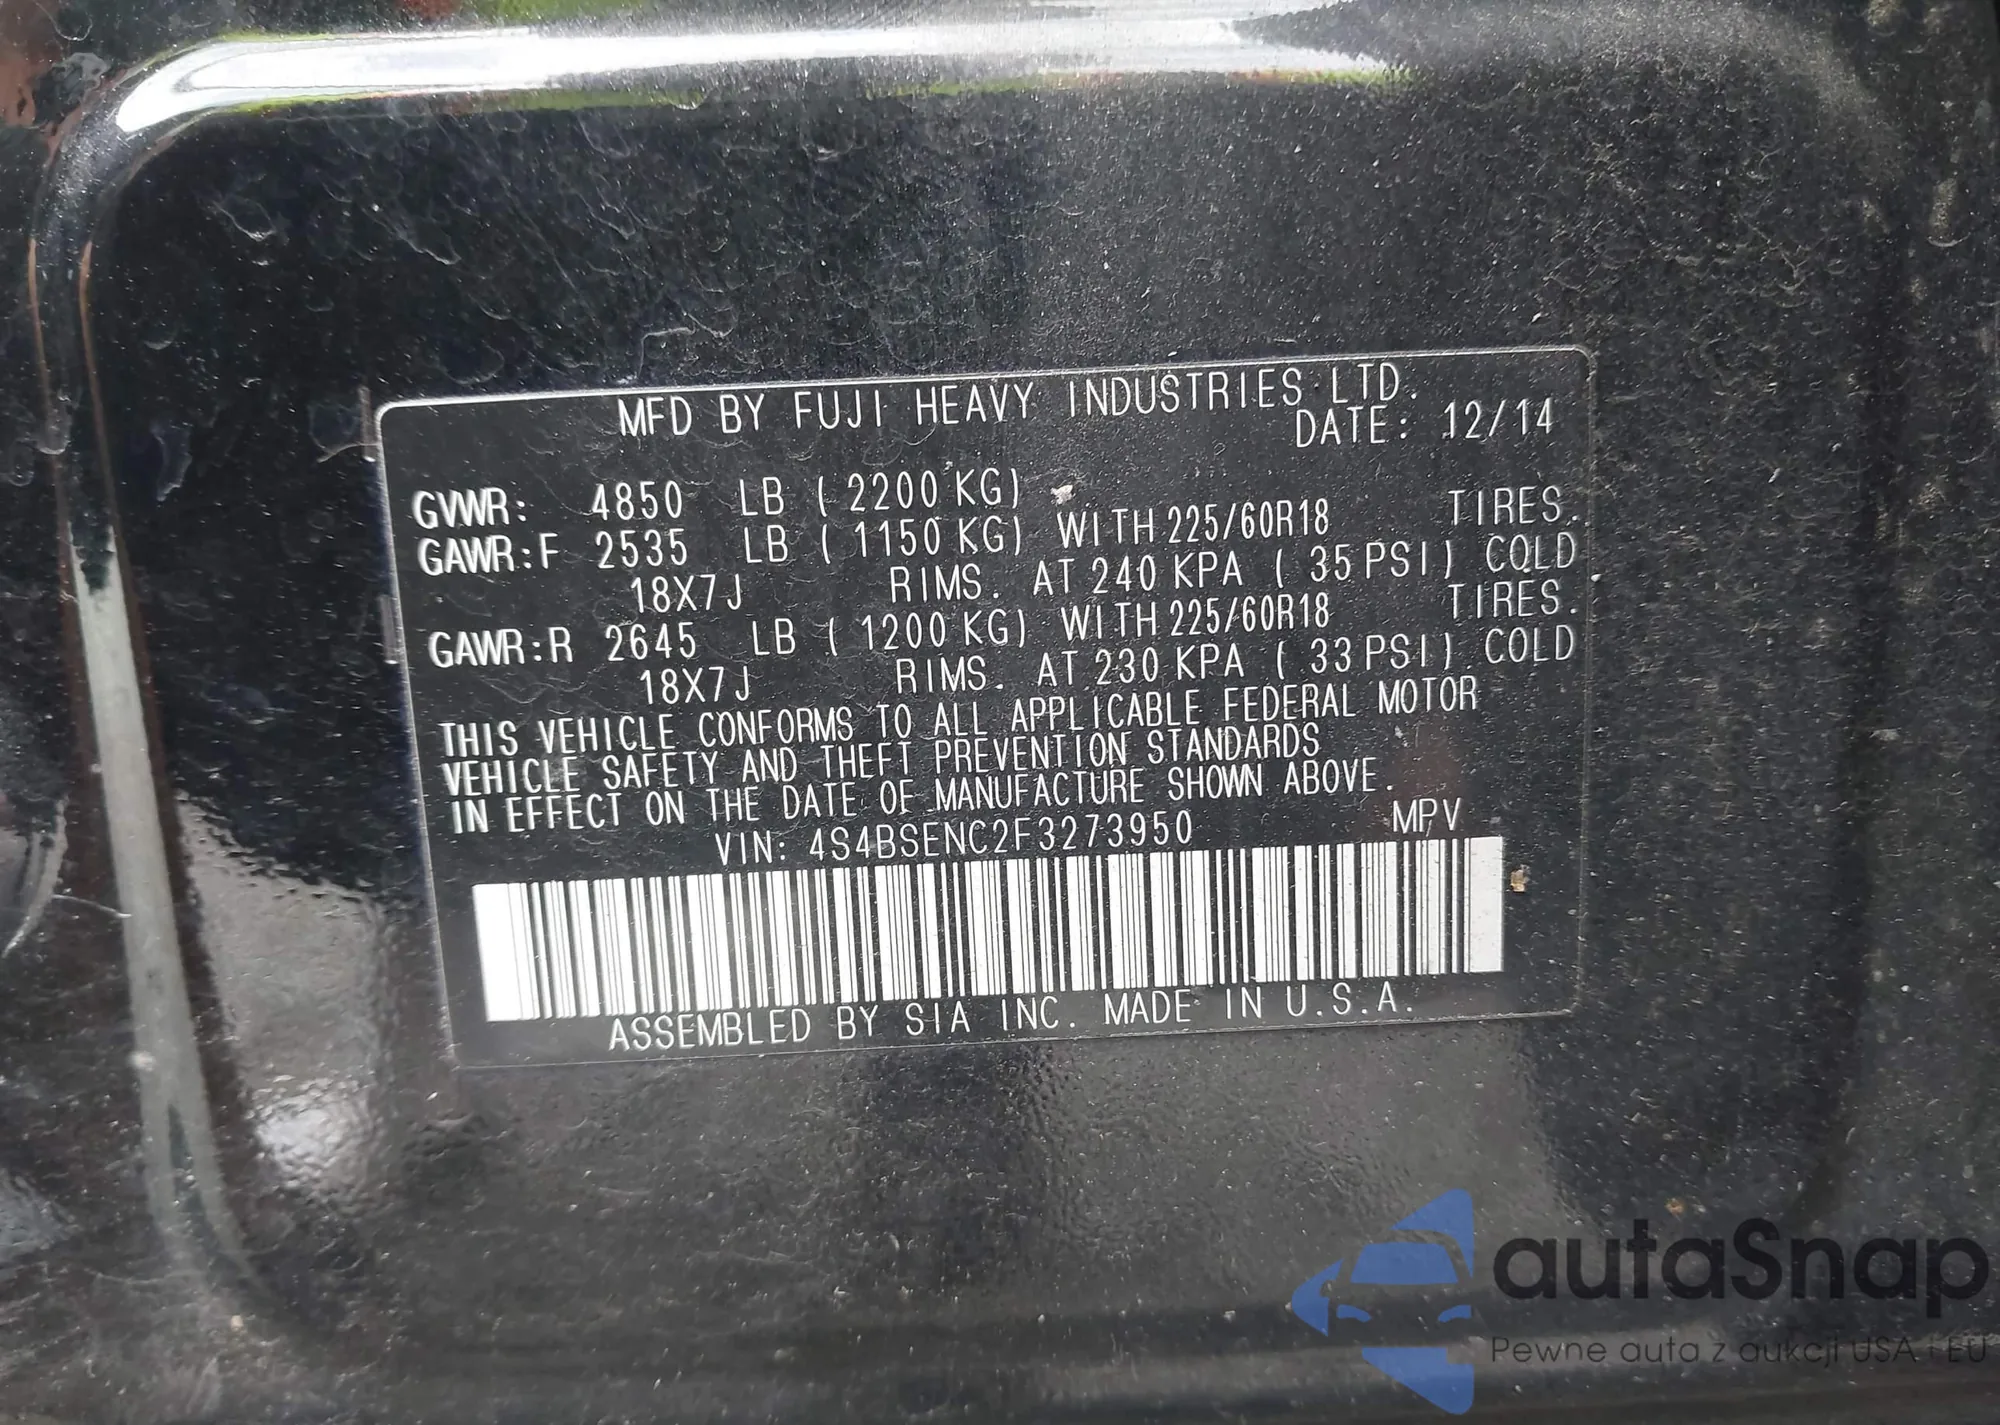 MFD BY FUJI HEAVY INDUSTRIES LTD.
DATE: 12/14
GVWR: 4850 LB ( 2200 KG)
GAWR:F 2535 LB ( 1150 KG) WITH 225/60R18 TIRES.
18X7J RIMS. AT 240 KPA ( 35 PSI) COLD
GAWR:R 2645 LB ( 1200 KG) WITH 225/60R18 TIRES.
18X7J RIMS. AT 230 KPA ( 33 PSI) COLD
THIS VEHICLE CONFORMS TO ALL APPLICABLE FEDERAL MOTOR
VEHICLE SAFETY AND THEFT PREVENTION STANDARDS
IN EFFECT ON THE DATE OF MANUFACTURE SHOWN ABOVE.
VIN: 4S4BSENC2F3273950 MPV
ASSEMBLED BY SIA INC. MADE IN U.S.A.
autaSnap
Pewne auta z aukcji USA i EU